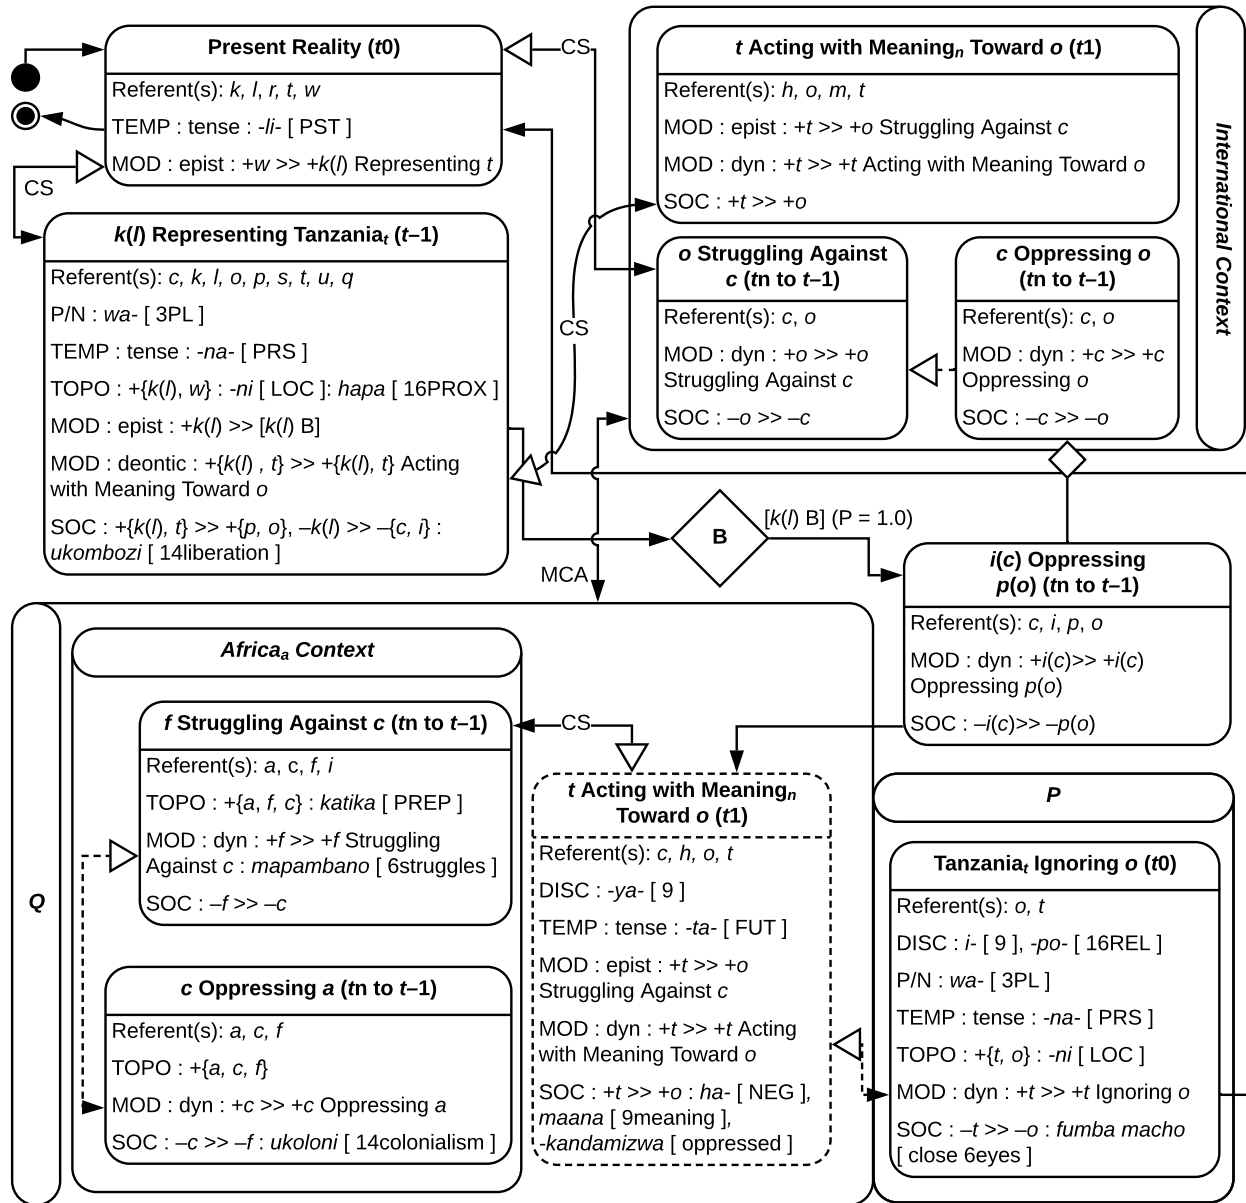 Present Reality (t0)
Referent(s): k, l, r, t, w
TEMP : tense : -li- [ PST ]
MOD : epist : +w >> +k(l) Representing t
CS
CS
k(l) Representing Tanzaniaₜ (t–1)
Referent(s): c, k, l, o, p, s, t, u, q
P/N : wa- [ 3PL ]
TEMP : tense : -na- [ PRS ]
TOPO : +{k(l), w} : -ni [ LOC ]: hapa [ 16PROX ]
MOD : epist : +k(l) >> [k(l) B]
MOD : deontic : +{k(l) , t} >> +{k(l), t} Acting
with Meaning Toward o
SOC : +{k(l), t} >> +{p, o}, –k(l) >> –{c, i} :
ukombozi [ 14liberation ]
CS
International Context
t Acting with Meaningₙ Toward o (t1)
Referent(s): h, o, m, t
MOD : epist : +t >> +o Struggling Against c
MOD : dyn : +t >> +t Acting with Meaning Toward o
SOC : +t >> +o
o Struggling Against
c (tn to t–1)
Referent(s): c, o
MOD : dyn : +o >> +o
Struggling Against c
SOC : –o >> –c
c Oppressing o
(tn to t–1)
Referent(s): c, o
MOD : dyn : +c >> +c
Oppressing o
SOC : –c >> –o
B
[k(l) B] (P = 1.0)
MCA
i(c) Oppressing
p(o) (tn to t–1)
Referent(s): c, i, p, o
MOD : dyn : +i(c)>> +i(c)
Oppressing p(o)
SOC : –i(c)>> –p(o)
Q
Africaₐ Context
f Struggling Against c (tn to t–1)
Referent(s): a, c, f, i
TOPO : +{a, f, c} : katika [ PREP ]
MOD : dyn : +f >> +f Struggling
Against c : mapambano [ 6struggles ]
SOC : –f >> –c
c Oppressing a (tn to t–1)
Referent(s): a, c, f
TOPO : +{a, c, f}
MOD : dyn : +c >> +c Oppressing a
SOC : –c >> –f : ukoloni [ 14colonialism ]
CS
t Acting with Meaningₙ
Toward o (t1)
Referent(s): c, h, o, t
DISC : -ya- [ 9 ]
TEMP : tense : -ta- [ FUT ]
MOD : epist : +t >> +o
Struggling Against c
MOD : dyn : +t >> +t Acting
with Meaning Toward o
SOC : +t >> +o : ha- [ NEG ],
maana [ 9meaning ],
-kandamizwa [ oppressed ]
P
Tanzaniaₜ Ignoring o (t0)
Referent(s): o, t
DISC : i- [ 9 ], -po- [ 16REL ]
P/N : wa- [ 3PL ]
TEMP : tense : -na- [ PRS ]
TOPO : +{t, o} : -ni [ LOC ]
MOD : dyn : +t >> +t Ignoring o
SOC : –t >> –o : fumba macho
[ close 6eyes ]